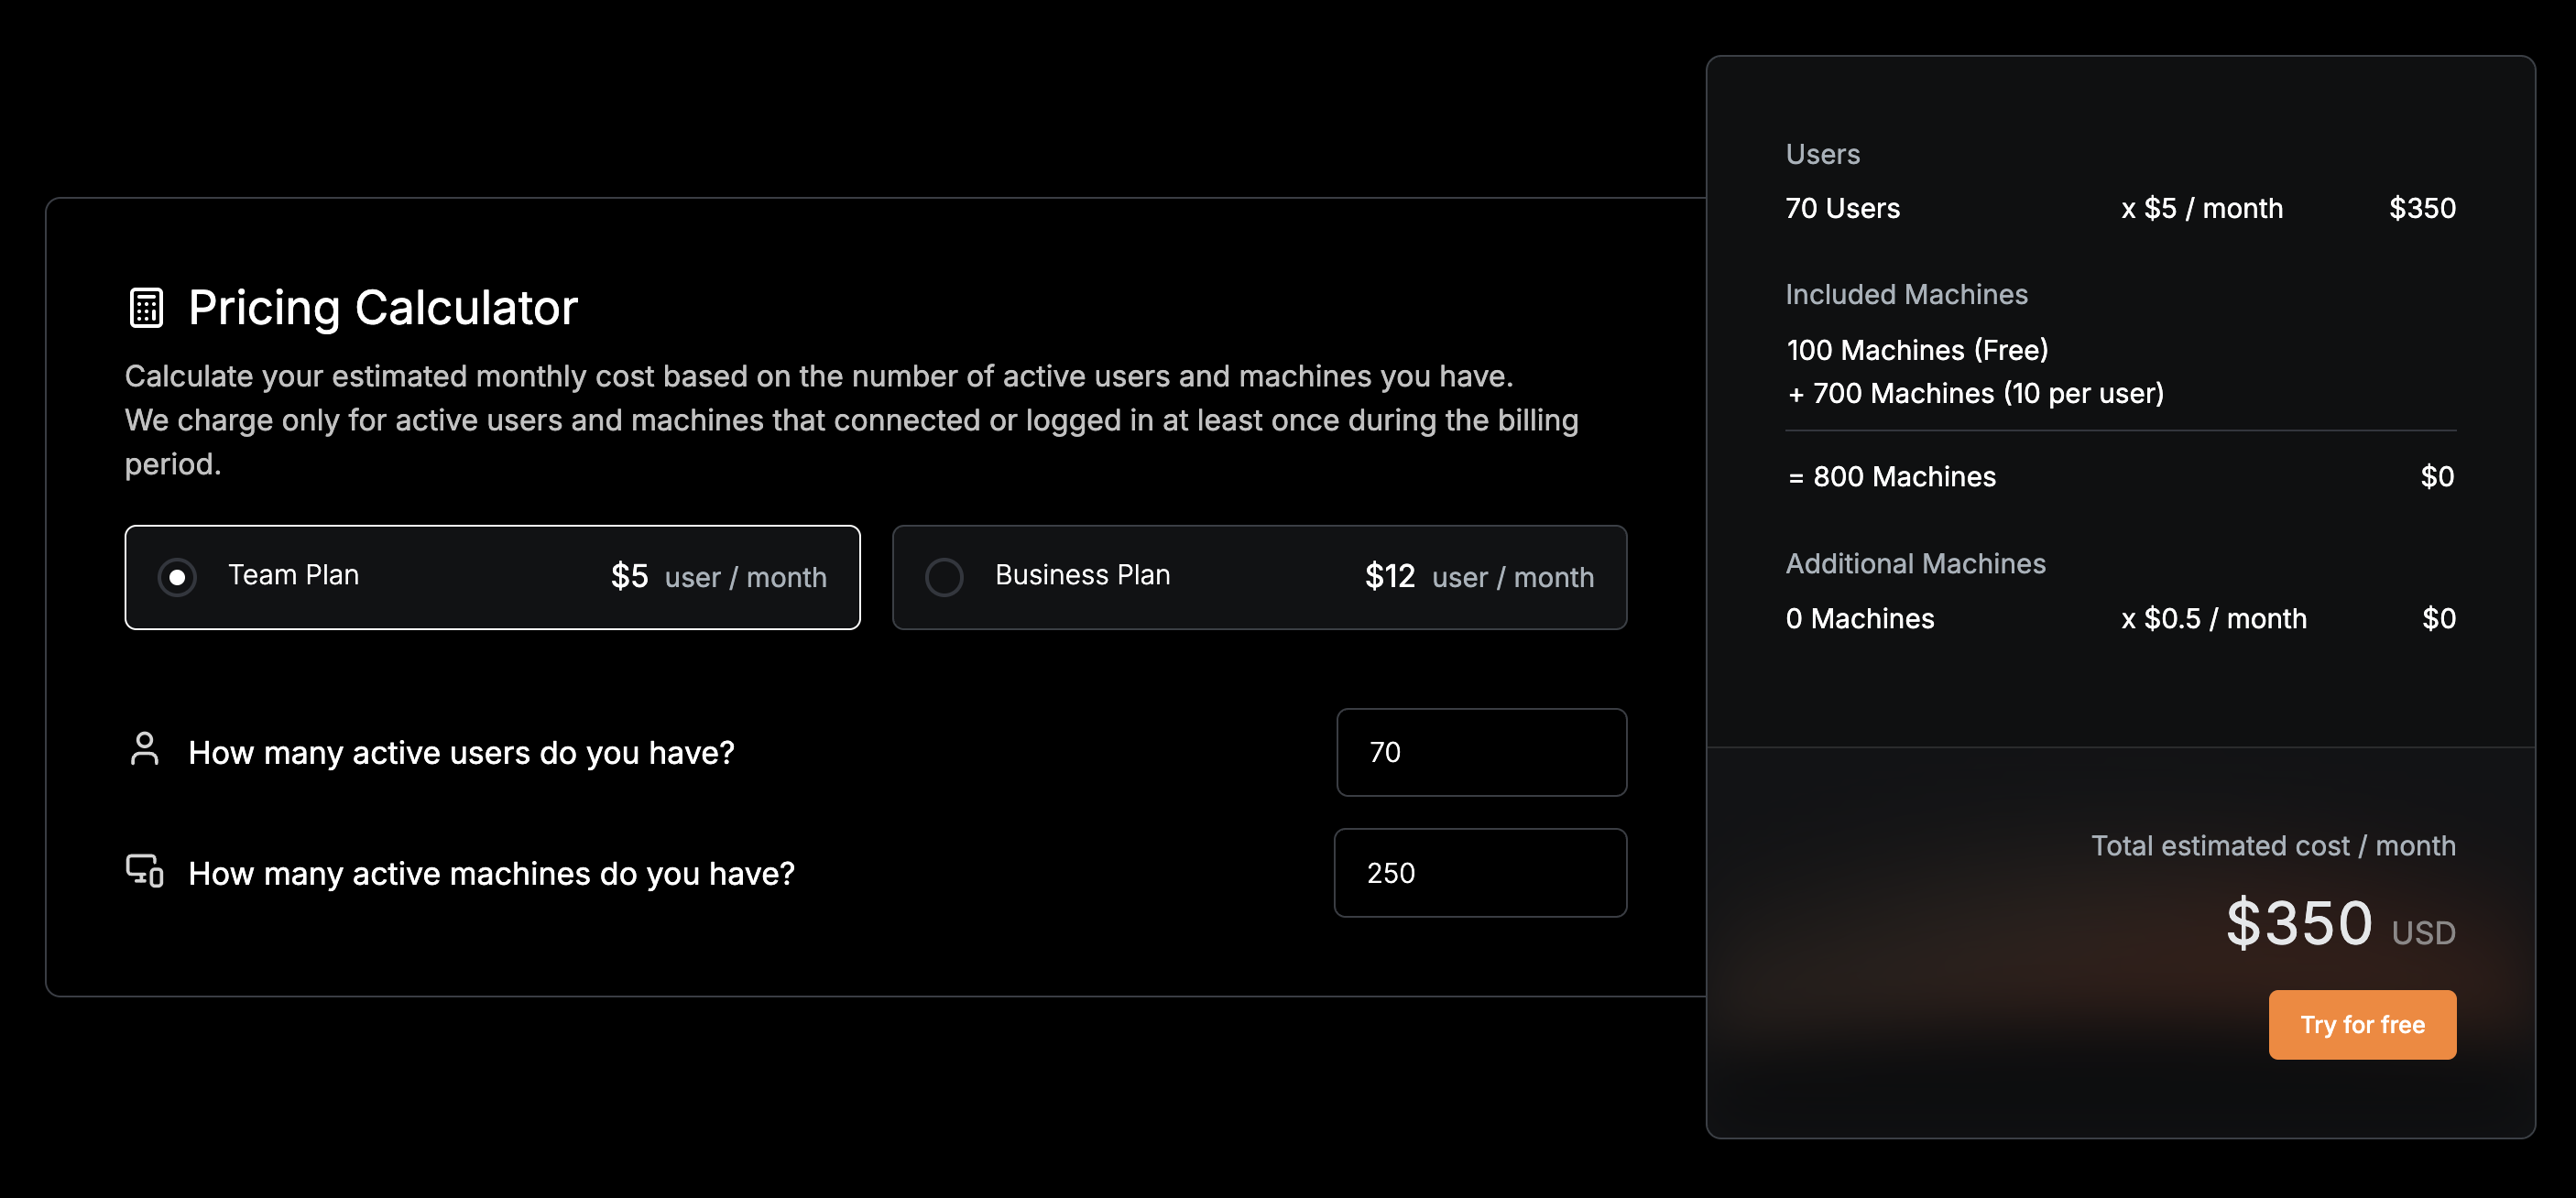 Pricing Calculator
Calculate your estimated monthly cost based on the number of active users and machines you have.
We charge only for active users and machines that connected or logged in at least once during the billing
period.
Team Plan $5 user / month
Business Plan $12 user / month
How many active users do you have? 70
How many active machines do you have? 250
Users
70 Users x $5 / month $350
Included Machines
100 Machines (Free)
+ 700 Machines (10 per user)
= 800 Machines $0
Additional Machines
0 Machines x $0.5 / month $0
Total estimated cost / month
$350 USD
Try for free